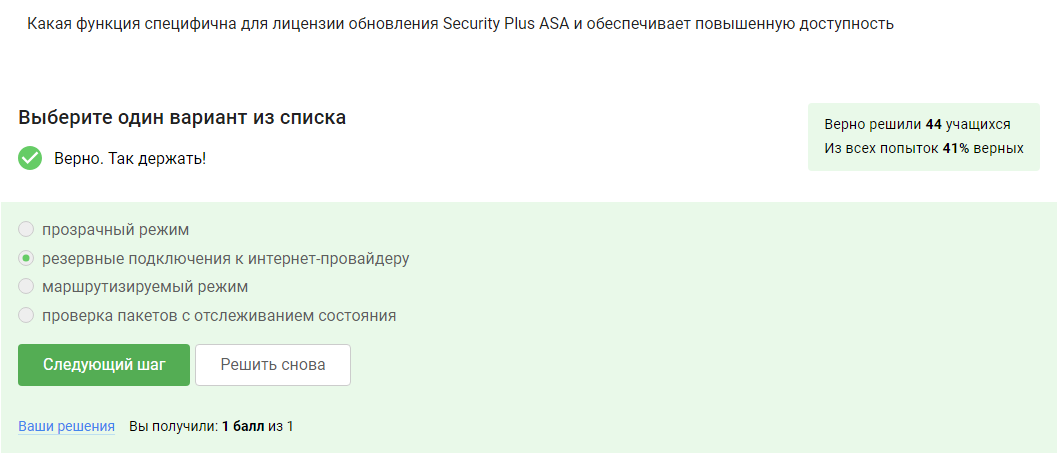 Какая функция специфична для лицензии обновления Security Plus ASA и обеспечивает повышенную доступность
Выберите один вариант из списка
Верно. Так держать!
Верно решили 44 учащихся
Из всех попыток 41% верных
прозрачный режим
резервные подключения к интернет-провайдеру
маршрутизируемый режим
проверка пакетов с отслеживанием состояния
Следующий шаг
Решить снова
Ваши решения
Вы получили: 1 балл из 1